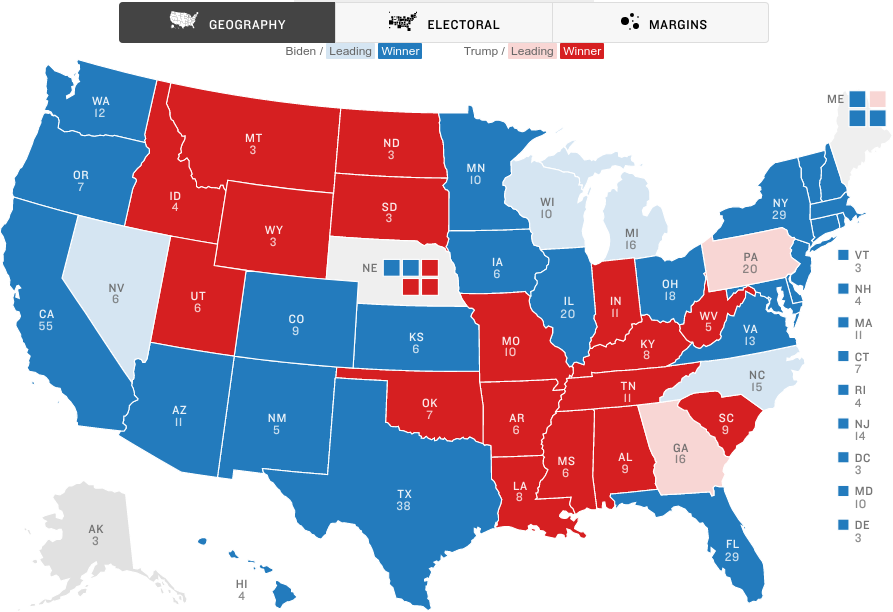 GEOGRAPHY
ELECTORAL
MARGINS
Biden / Leading Winner
Trump / Leading Winner
WA
12
OR
7
CA
55
NV
6
ID
4
MT
3
WY
3
UT
6
AZ
11
CO
9
NM
5
ND
3
SD
3
NE
KS
6
OK
7
TX
38
MN
10
IA
6
MO
10
AR
6
LA
8
WI
10
IL
20
MI
16
IN
11
OH
18
KY
8
TN
11
MS
6
AL
9
GA
16
FL
29
SC
9
NC
15
VA
13
WV
5
PA
20
NY
29
ME
VT
3
NH
4
MA
11
CT
7
RI
4
NJ
14
DC
3
MD
10
DE
3
AK
3
HI
4